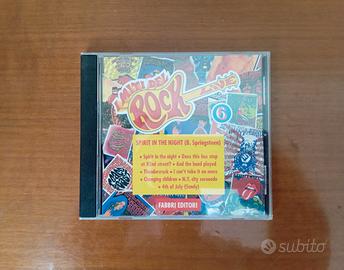 I MITI DEL
ROCK
LIVE
6
SPIRIT IN THE NIGHT (B. Springsteen)
• Spirit in the night • Does this bus stop
at 82nd street? • And the band played
• Thundercrack • I can't take it no more
• Changing children • N.Y. city serenade
• 4th of July (Sandy)
FABBRI EDITORI
subito